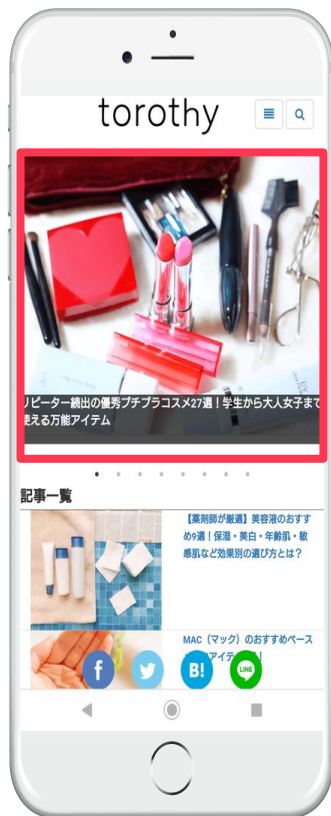 torothy
リピーター続出の優秀プチプラコスメ27選！学生から大人女子まで
使える万能アイテム
記事一覧
【薬剤師が厳選】美容液のおすす
め9選！保湿・美白・年齢肌・敏
感肌など効果別の選び方とは？
MAC（マック）のおすすめベース
B!
LINE